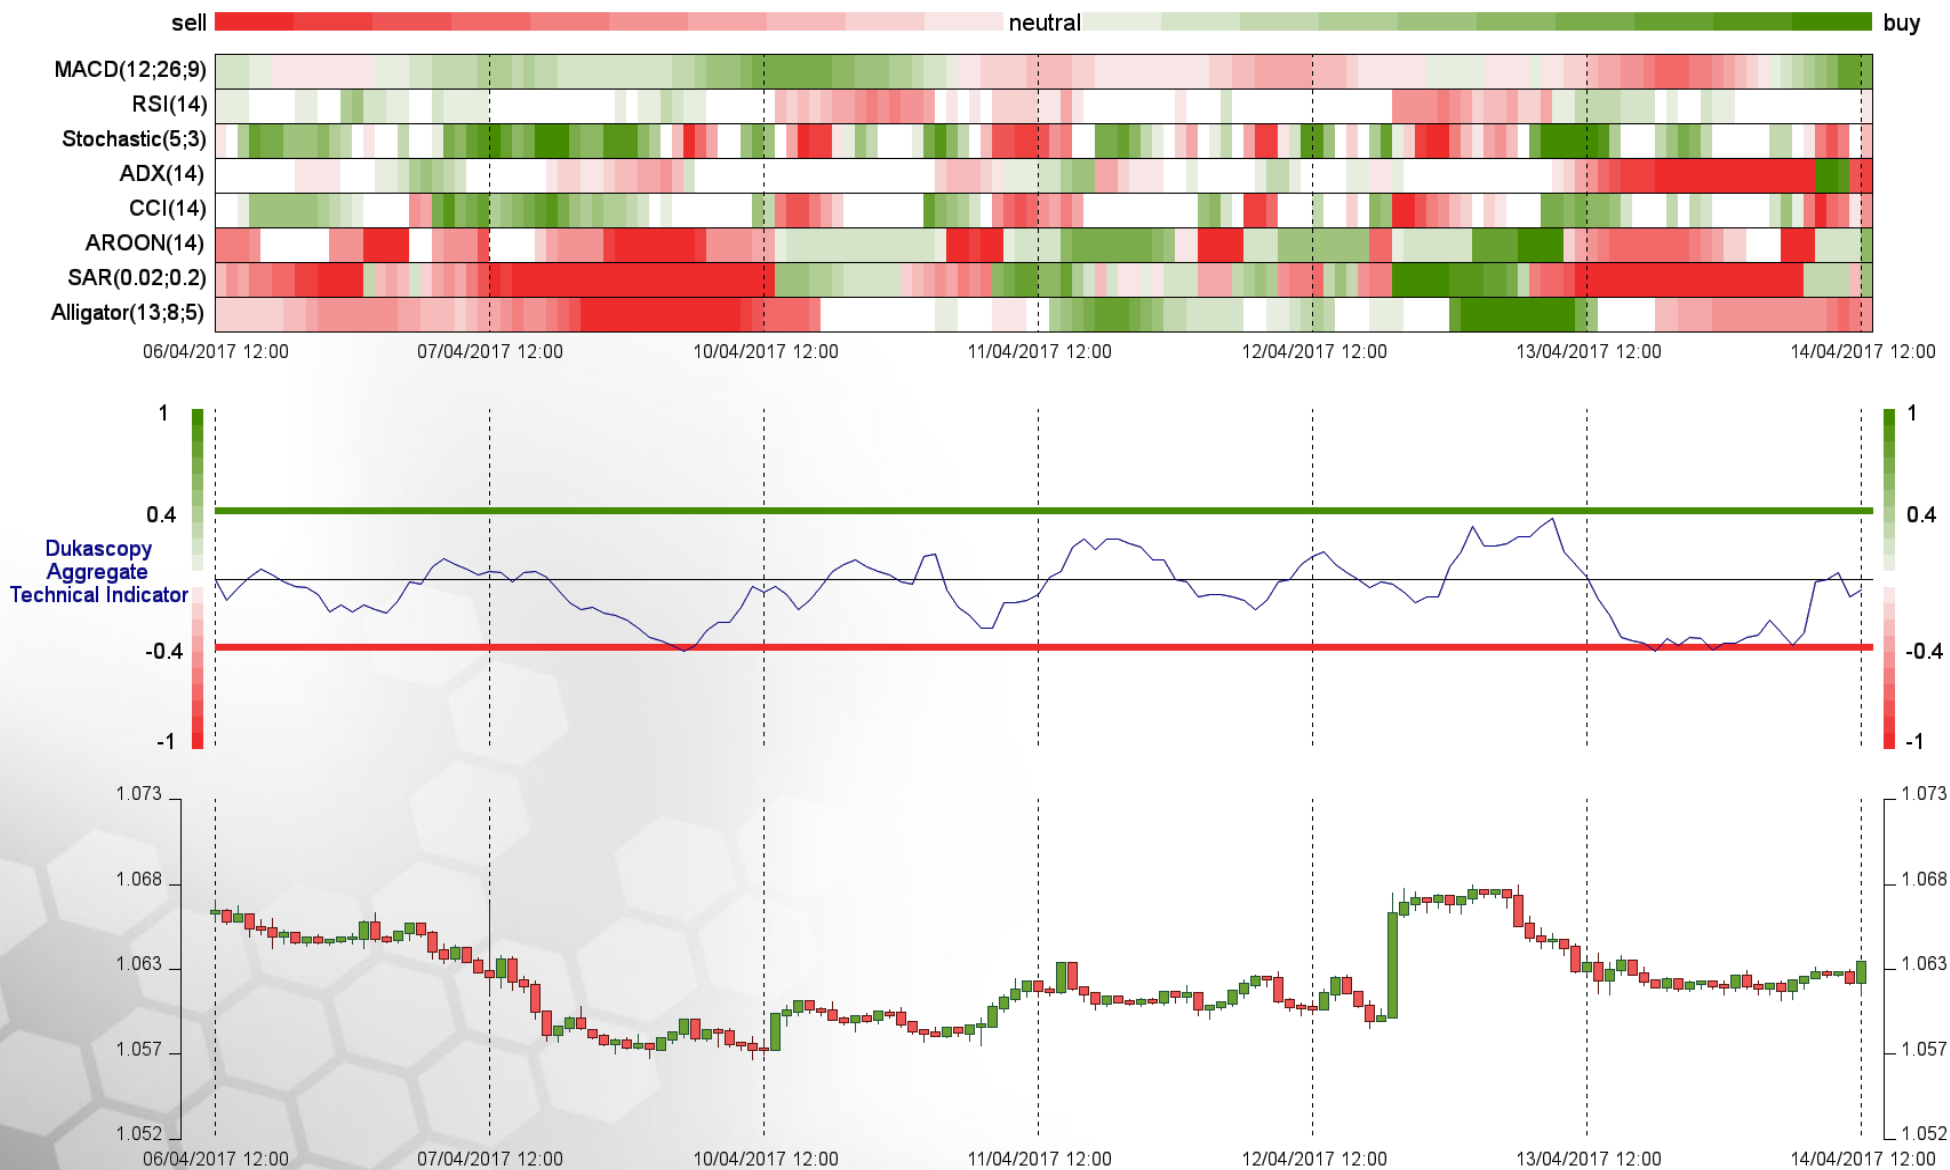 sell neutral buy
MACD(12;26;9)
RSI(14)
Stochastic(5;3)
ADX(14)
CCI(14)
AROON(14)
SAR(0.02;0.2)
Alligator(13;8;5)
06/04/2017 12:00 07/04/2017 12:00 10/04/2017 12:00 11/04/2017 12:00 12/04/2017 12:00 13/04/2017 12:00 14/04/2017 12:00
1 1
0.4 0.4
Dukascopy
Aggregate
Technical Indicator
-0.4 -0.4
-1 -1
1.073 1.073
1.068 1.068
1.063 1.063
1.057 1.057
1.052 1.052
06/04/2017 12:00 07/04/2017 12:00 10/04/2017 12:00 11/04/2017 12:00 12/04/2017 12:00 13/04/2017 12:00 14/04/2017 12:00